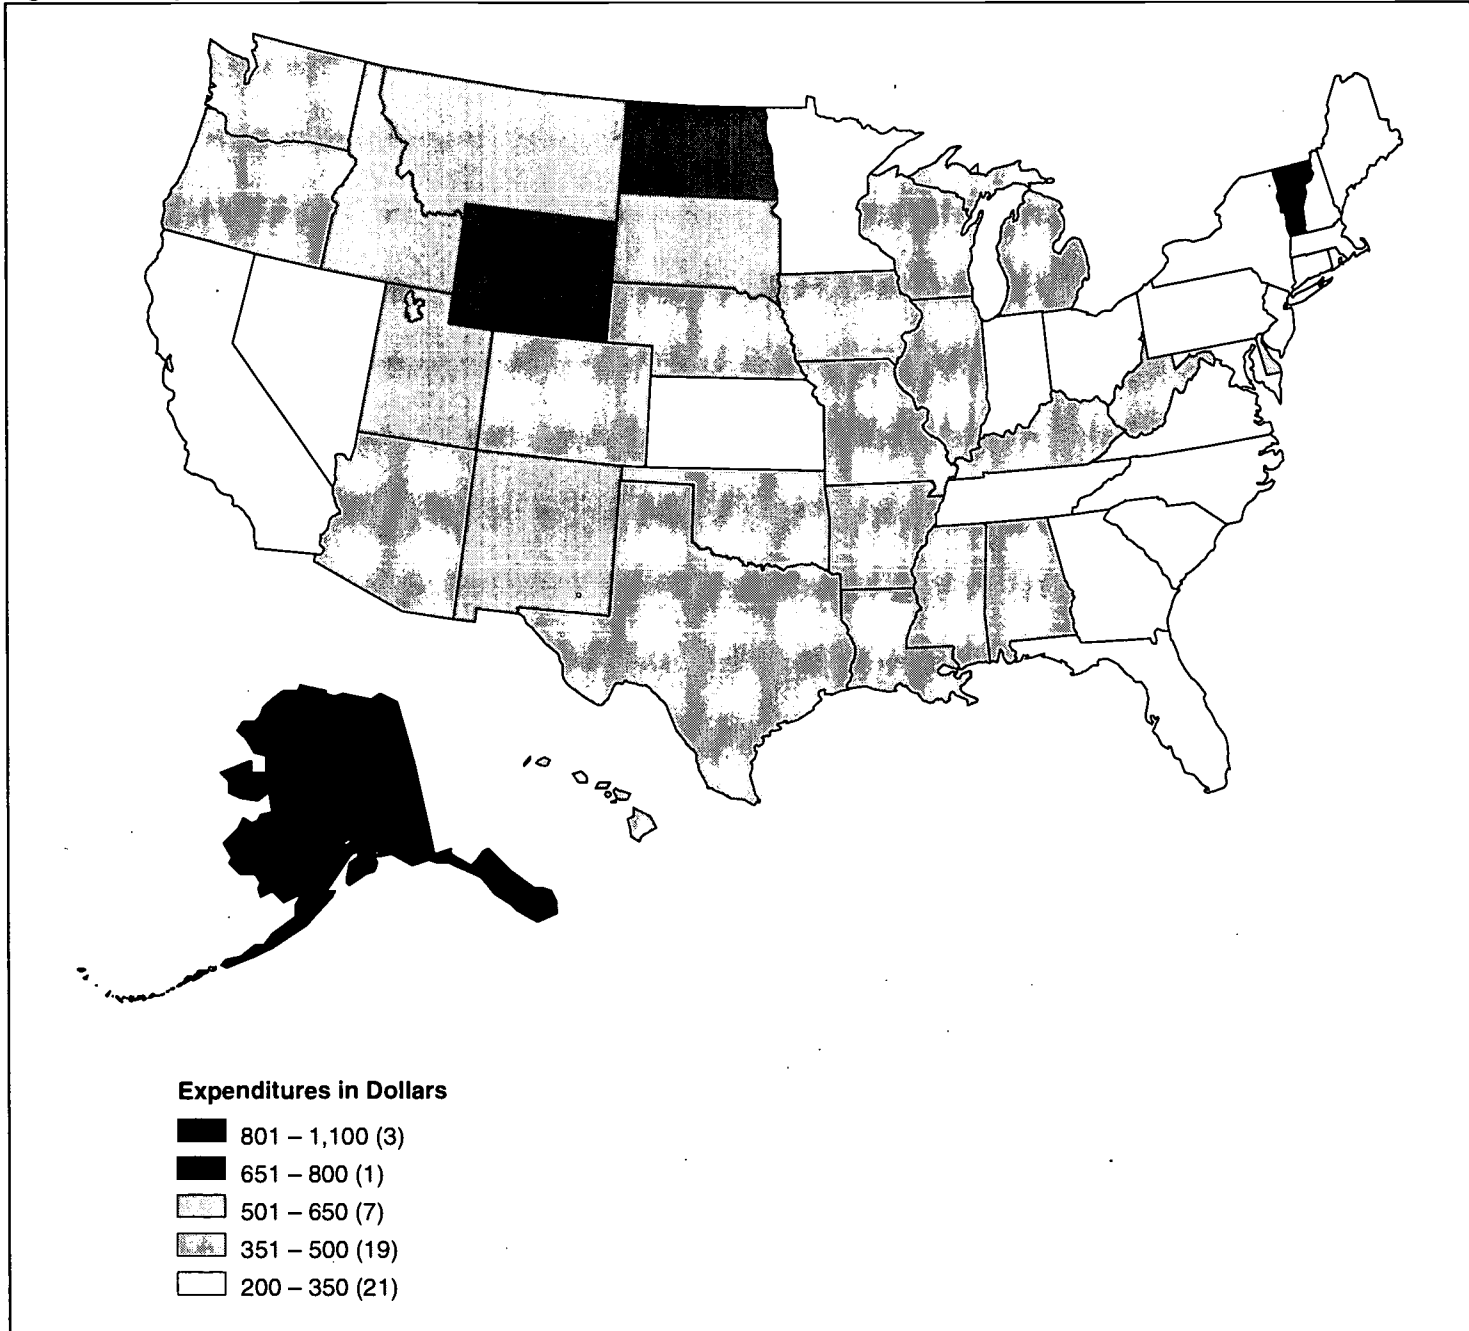 Expenditures in Dollars
801 – 1,100 (3)
651 – 800 (1)
501 – 650 (7)
351 – 500 (19)
200 – 350 (21)